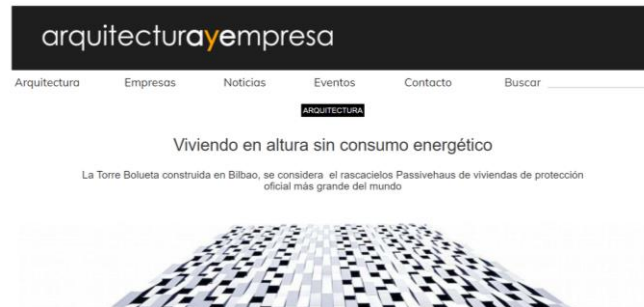 arquitecturayempresa
Arquitectura Empresas Noticias Eventos Contacto Buscar
ARQUITECTURA
Viviendo en altura sin consumo energético
La Torre Bolueta construida en Bilbao, se considera el rascacielos Passivehaus de viviendas de protección
oficial más grande del mundo